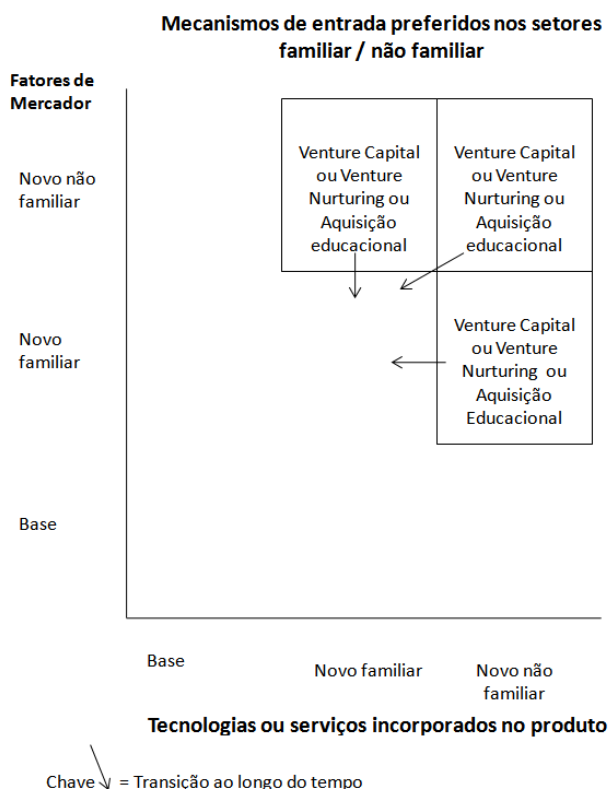 Mecanismos de entrada preferidos nos setores
familiar / não familiar
Fatores de
Mercador
Novo não
familiar
Venture Capital
ou Venture
Nurturing ou
Aquisição
educacional
Venture Capital
ou Venture
Nurturing ou
Aquisição
educacional
Novo
familiar
Venture Capital
ou Venture
Nurturing ou
Aquisição
Educacional
Base
Base
Novo familiar
Novo não
familiar
Tecnologias ou serviços incorporados no produto
Chave = Transição ao longo do tempo